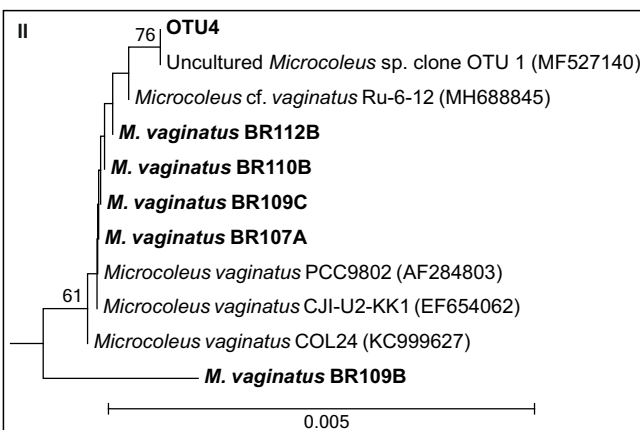 II
76
OTU4
Uncultured Microcoleus sp. clone OTU 1 (MF527140)
Microcoleus cf. vaginatus Ru-6-12 (MH688845)
M. vaginatus BR112B
M. vaginatus BR110B
M. vaginatus BR109C
M. vaginatus BR107A
Microcoleus vaginatus PCC9802 (AF284803)
61
Microcoleus vaginatus CJI-U2-KK1 (EF654062)
Microcoleus vaginatus COL24 (KC999627)
M. vaginatus BR109B
0.005